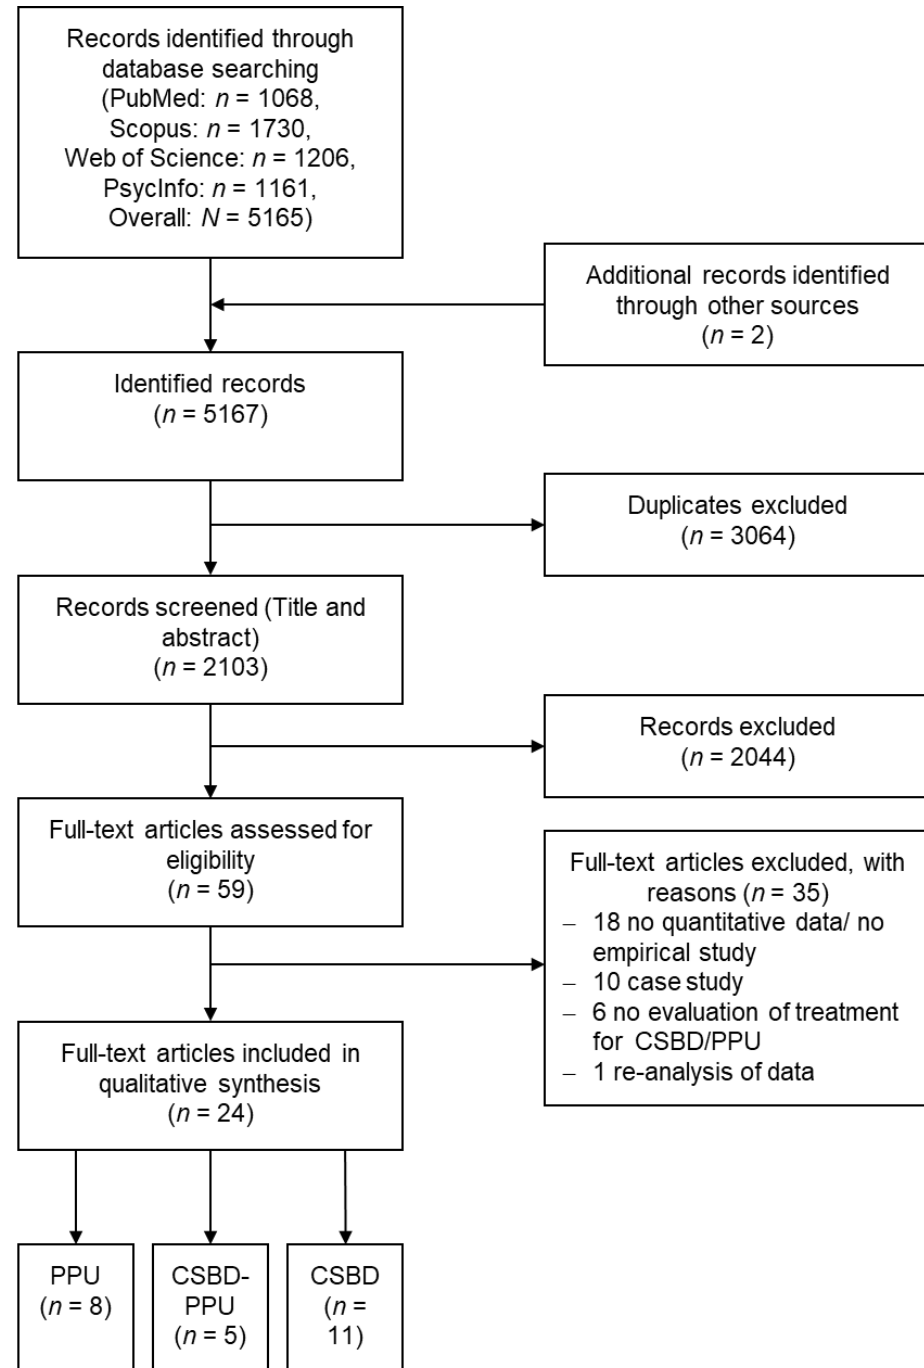 Records identified through
database searching
(PubMed: n = 1068,
Scopus: n = 1730,
Web of Science: n = 1206,
PsycInfo: n = 1161,
Overall: N = 5165)
Additional records identified
through other sources
(n = 2)
Identified records
(n = 5167)
Duplicates excluded
(n = 3064)
Records screened (Title and
abstract)
(n = 2103)
Records excluded
(n = 2044)
Full-text articles assessed for
eligibility
(n = 59)
Full-text articles excluded, with
reasons (n = 35)
– 18 no quantitative data/ no
empirical study
– 10 case study
– 6 no evaluation of treatment
for CSBD/PPU
– 1 re-analysis of data
Full-text articles included in
qualitative synthesis
(n = 24)
PPU
(n = 8)
CSBD-
PPU
(n = 5)
CSBD
(n =
11)